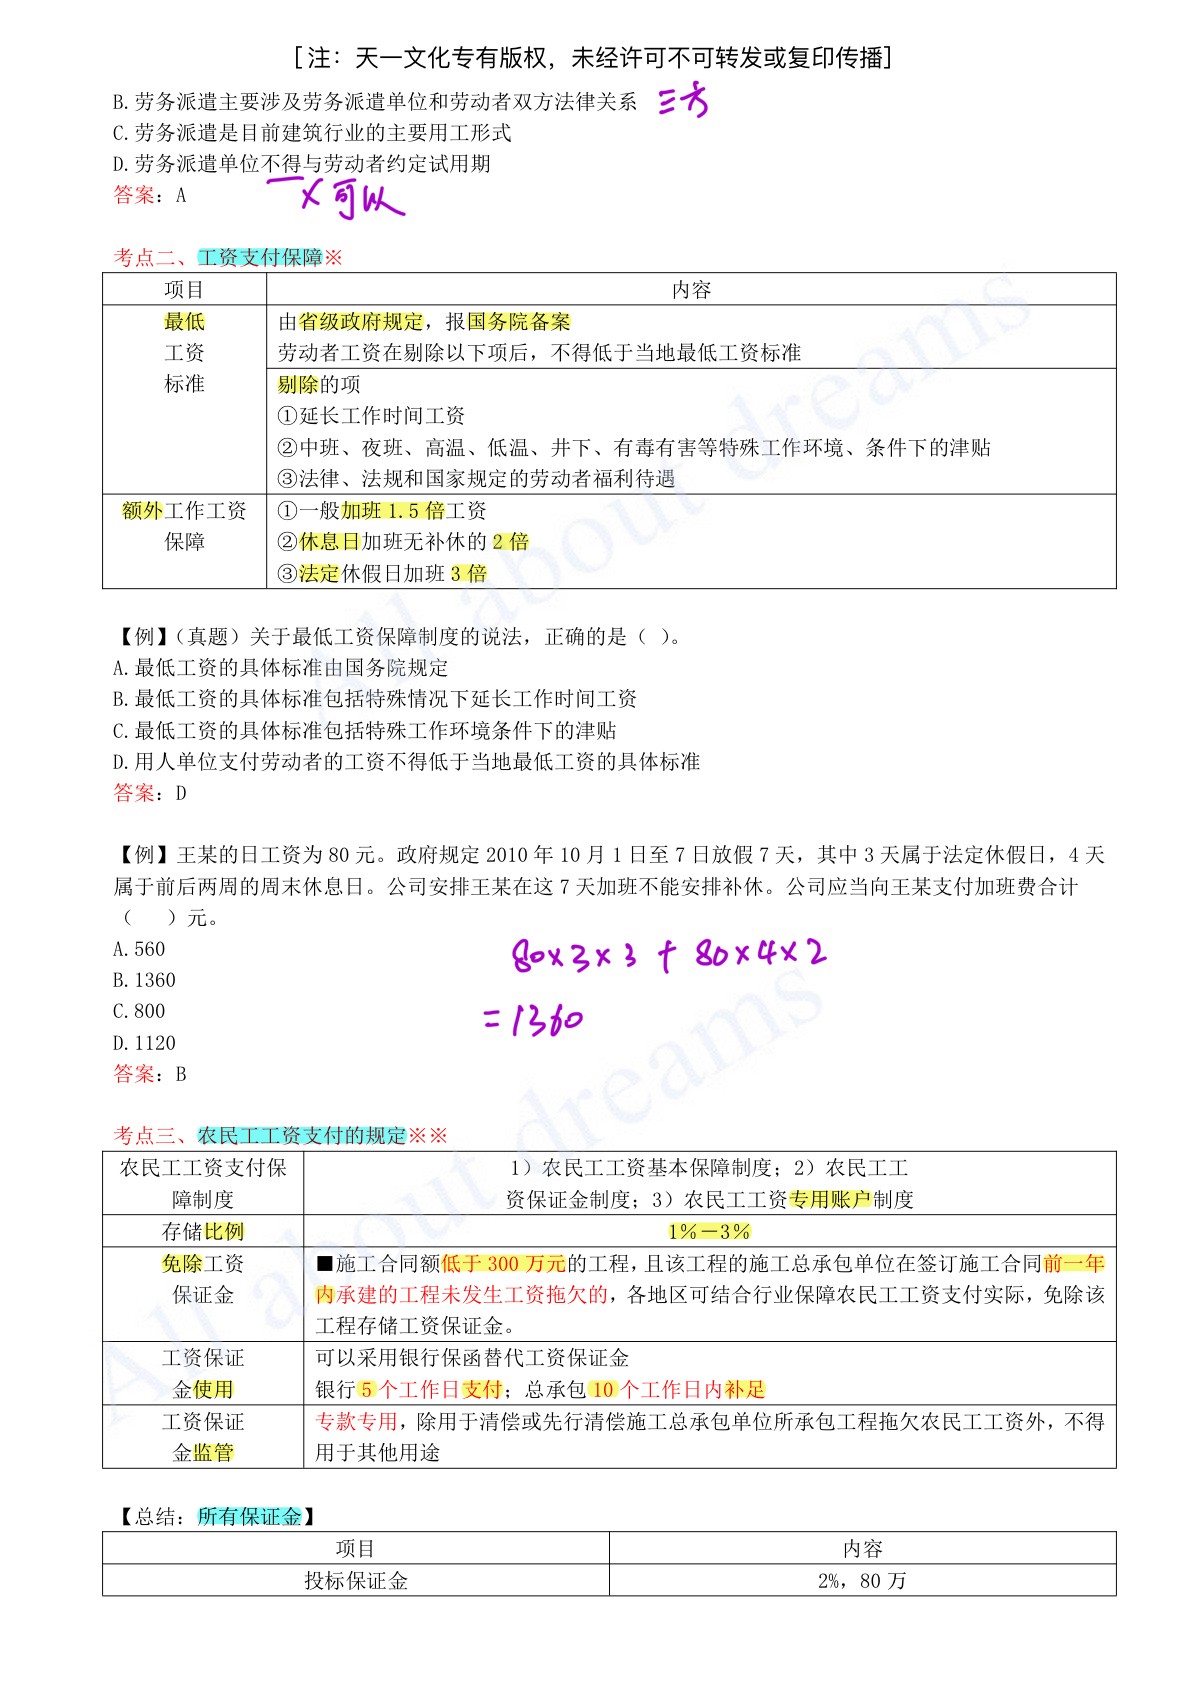 [注：天一文化专有版权，未经许可不可转发或复印传播]
B.劳务派遣主要涉及劳务派遣单位和劳动者双方法律关系 三方
C.劳务派遣是目前建筑行业的主要用工形式
D.劳务派遣单位不得与劳动者约定试用期
答案：A ×可以
考点二、工资支付保障※
项目 内容
最低 由省级政府规定，报国务院备案
工资 劳动者工资在剔除以下项后，不得低于当地最低工资标准
标准 剔除的项
①延长工作时间工资
②中班、夜班、高温、低温、井下、有毒有害等特殊工作环境、条件下的津贴
③法律、法规和国家规定的劳动者福利待遇
额外工作工资 ①一般加班 1.5 倍工资
保障 ②休息日加班无补休的 2 倍
③法定休假日加班 3 倍
【例】（真题）关于最低工资保障制度的说法，正确的是（ ）。
A.最低工资的具体标准由国务院规定
B.最低工资的具体标准包括特殊情况下延长工作时间工资
C.最低工资的具体标准包括特殊工作环境条件下的津贴
D.用人单位支付劳动者的工资不得低于当地最低工资的具体标准
答案：D
【例】王某的日工资为 80 元。政府规定 2010 年 10 月 1 日至 7 日放假 7 天，其中 3 天属于法定休假日，4 天
属于前后两周的周末休息日。公司安排王某在这 7 天加班不能安排补休。公司应当向王某支付加班费合计
（ ）元。
A.560 80×3×3 + 80×4×2
B.1360
C.800 =1360
D.1120
答案：B
考点三、农民工工资支付的规定※※
农民工工资支付保 1）农民工工资基本保障制度；2）农民工工
障制度 资保证金制度；3）农民工工资专用账户制度
存储比例 1％－3％
免除工资 ■施工合同额低于 300 万元的工程，且该工程的施工总承包单位在签订施工合同前一年
保证金 内承建的工程未发生工资拖欠的，各地区可结合行业保障农民工工资支付实际，免除该
工程存储工资保证金。
工资保证 可以采用银行保函替代工资保证金
金使用 银行 5 个工作日支付；总承包 10 个工作日内补足
工资保证 专款专用，除用于清偿或先行清偿施工总承包单位所承包工程拖欠农民工工资外，不得
金监管 用于其他用途
【总结：所有保证金】
项目 内容
投标保证金 2%，80 万
All about dreams
All about dreams